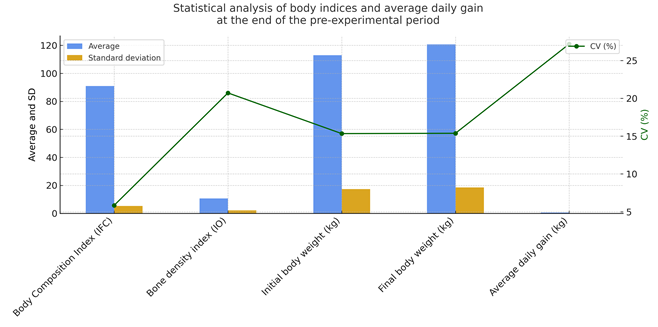 Statistical analysis of body indices and average daily gain
at the end of the pre-experimental period
Average
Standard deviation
CV (%)
Average and SD
120
100
80
60
40
20
0
CV (%)
25
20
15
10
5
Body Composition Index (IFC)
Bone density index (IO)
Initial body weight (kg)
Final body weight (kg)
Average daily gain (kg)